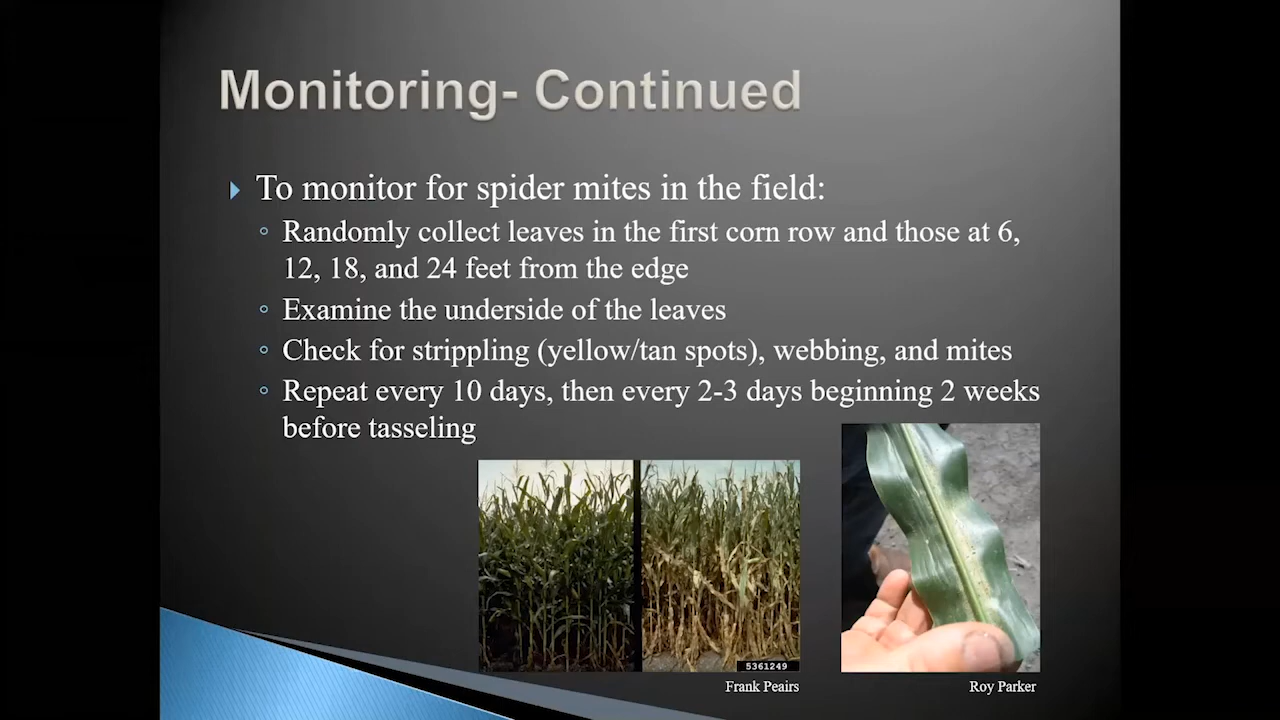 Monitoring- Continued
To monitor for spider mites in the field:
Randomly collect leaves in the first corn row and those at 6,
12, 18, and 24 feet from the edge
Examine the underside of the leaves
Check for strippling (yellow/tan spots), webbing, and mites
Repeat every 10 days, then every 2-3 days beginning 2 weeks
before tasseling
5361249
Frank Peairs
Roy Parker